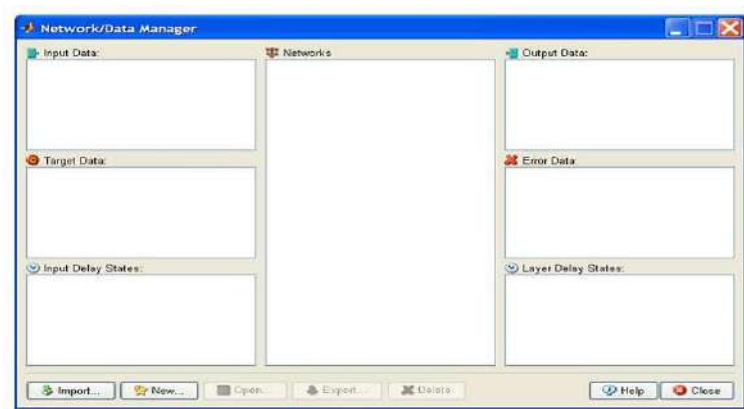 Network/Data Manager
Input Data:
Networks
Output Data:
Target Data:
Error Data:
Input Delay States:
Layer Delay States:
Import...
New...
Open...
Export...
Delete
Help
Close